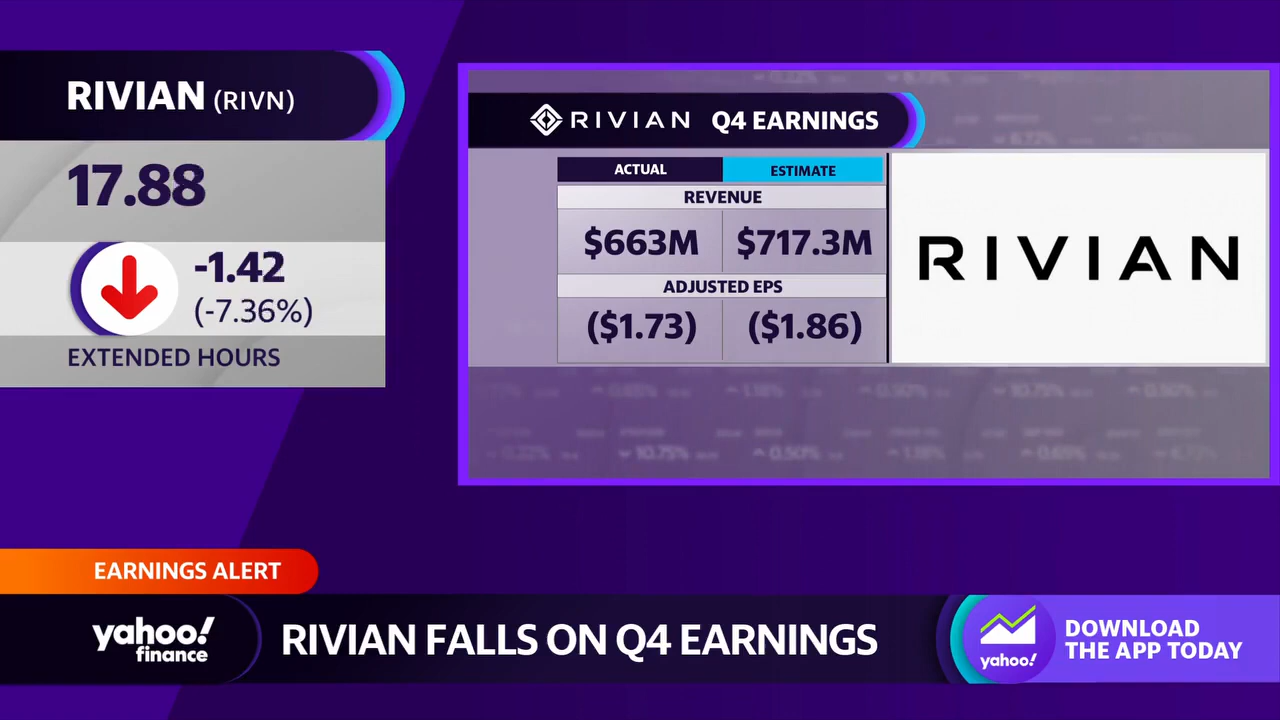 RIVIAN (RIVN)
17.88
-1.42
(-7.36%)
EXTENDED HOURS
RIVIAN Q4 EARNINGS
ACTUAL ESTIMATE
REVENUE
$663M $717.3M
ADJUSTED EPS
($1.73) ($1.86)
RIVIAN
EARNINGS ALERT
yahoo!
finance
RIVIAN FALLS ON Q4 EARNINGS
yahoo!
DOWNLOAD
THE APP TODAY